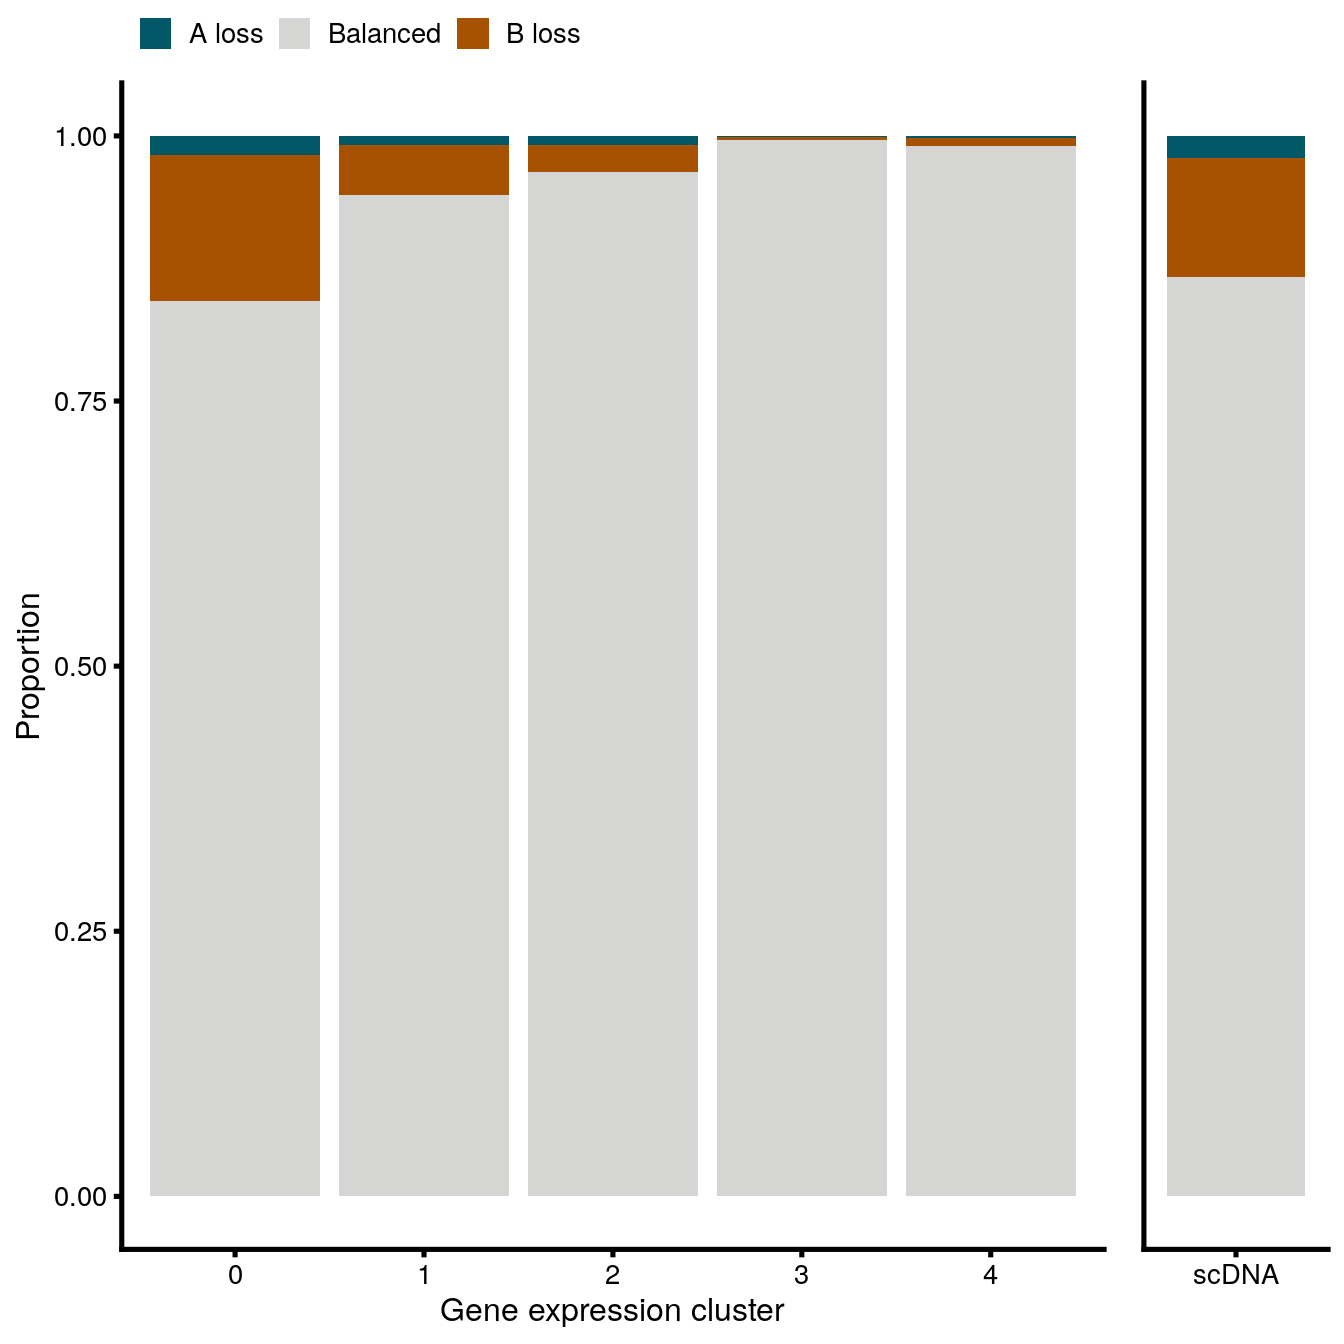 A loss Balanced B loss
1.00
0.75
0.50
0.25
0.00
Proportion
0 1 2 3 4 scDNA
Gene expression cluster